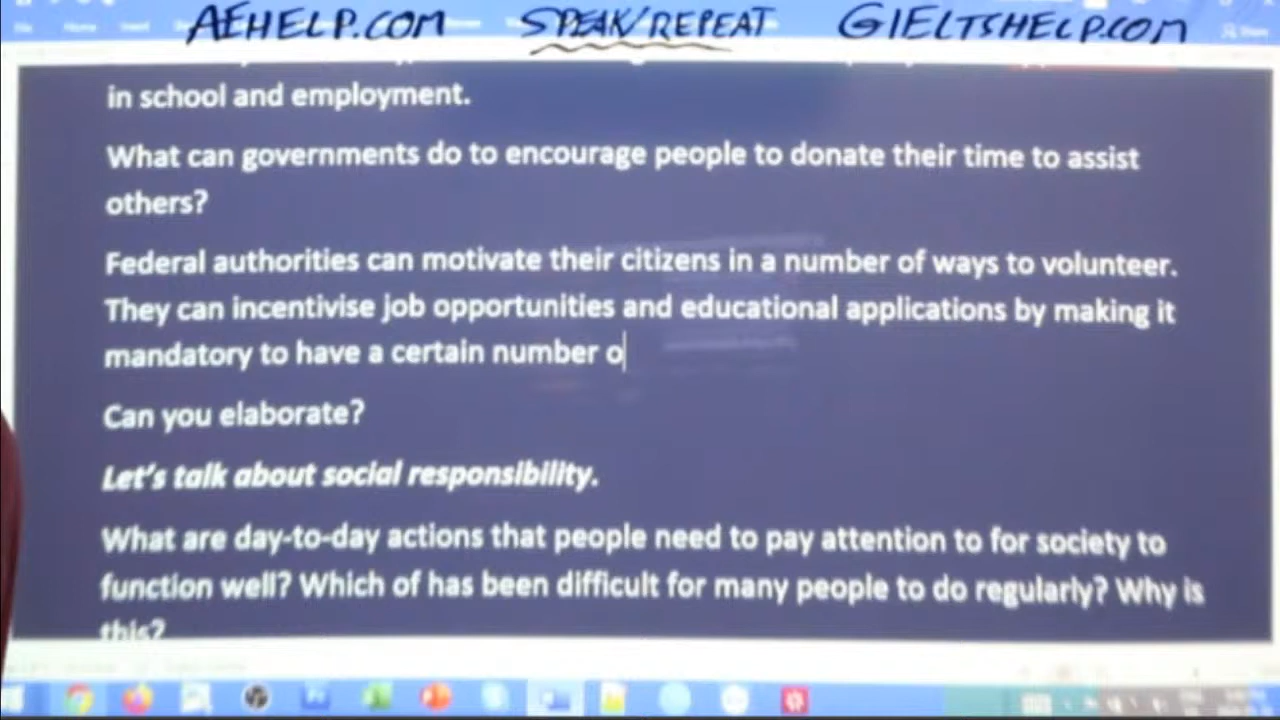 AEHELP.COM SPEAK/REPEAT GIELTSHELP.COM
in school and employment.
What can governments do to encourage people to donate their time to assist
others?
Federal authorities can motivate their citizens in a number of ways to volunteer.
They can incentivise job opportunities and educational applications by making it
mandatory to have a certain number o
Can you elaborate?
Let's talk about social responsibility.
What are day-to-day actions that people need to pay attention to for society to
function well? Which of has been difficult for many people to do regularly? Why is
this?